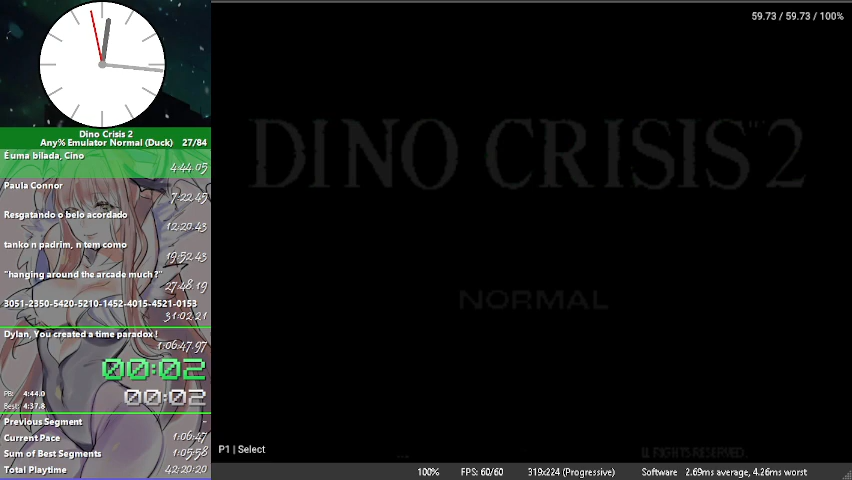 59.73 / 59.73 / 100%
Dino Crisis 2
Any% Emulator Normal (Duck) 27/84
É uma bilada, Cino
4:44.05
Paula Connor
7:22.45
Resgatando o belo acordado
12:20.43
tanko n padrim, n tem como
19:52.43
"hanging around the arcade much?"
27:48.19
3051-2350-5420-5210-1452-4015-4521-0153
31:02.21
Dylan, You created a time paradox!
1:06:47.97
00:02
PB: 4:44.0
00:02
Best: 4:37.8
Previous Segment -
Current Pace 1:06:47
Sum of Best Segments 1:05:58
Total Playtime 42:20:20
DINO CRISIS 2
NORMAL
LL RIGHTS RESERVED.
P1 | Select
100% FPS: 60/60 319x224 (Progressive) Software 2.69ms average, 4.26ms worst